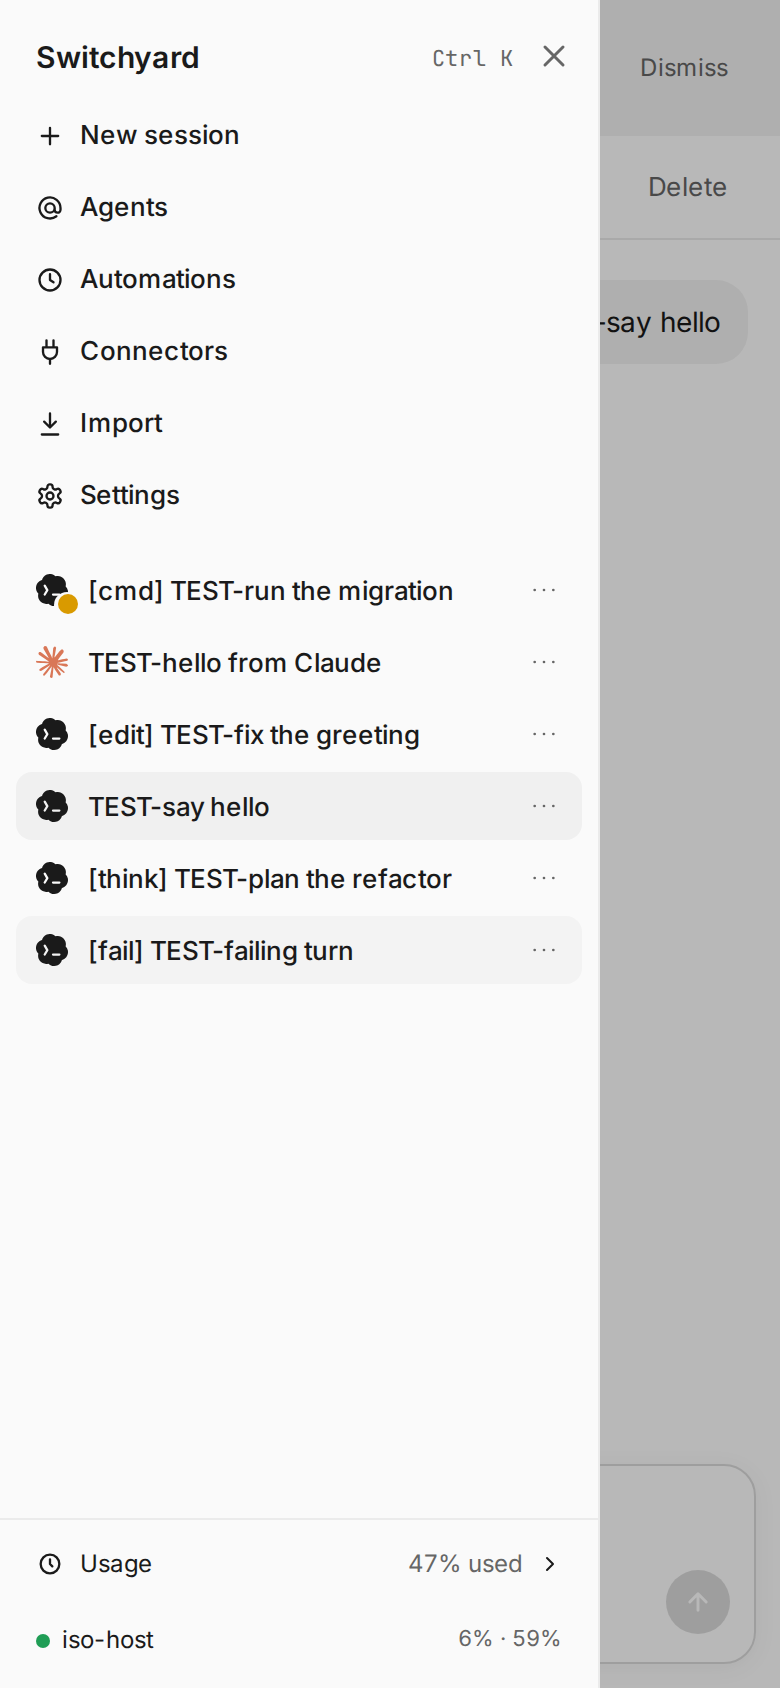 Switchyard Ctrl K
Dismiss
New session
Delete
Agents
Automations
-say hello
Connectors
Import
Settings
[cmd] TEST-run the migration ...
TEST-hello from Claude ...
[edit] TEST-fix the greeting ...
TEST-say hello ...
[think] TEST-plan the refactor ...
[fail] TEST-failing turn ...
Usage 47% used
iso-host 6% · 59%